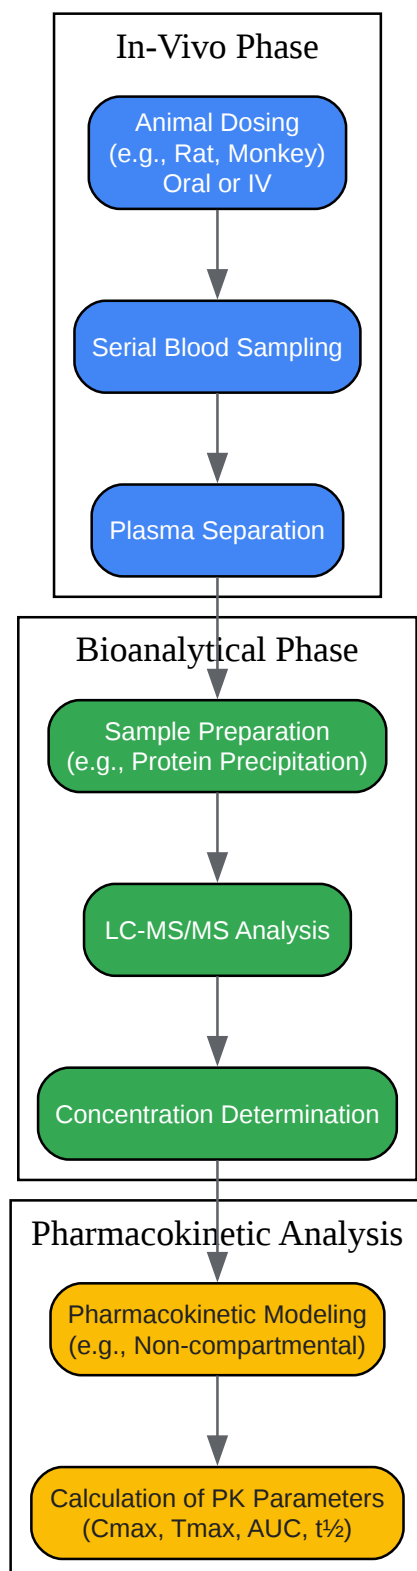 In-Vivo Phase
Animal Dosing
(e.g., Rat, Monkey)
Oral or IV
Serial Blood Sampling
Plasma Separation
Bioanalytical Phase
Sample Preparation
(e.g., Protein Precipitation)
LC-MS/MS Analysis
Concentration Determination
Pharmacokinetic Analysis
Pharmacokinetic Modeling
(e.g., Non-compartmental)
Calculation of PK Parameters
(Cmax, Tmax, AUC, t½)